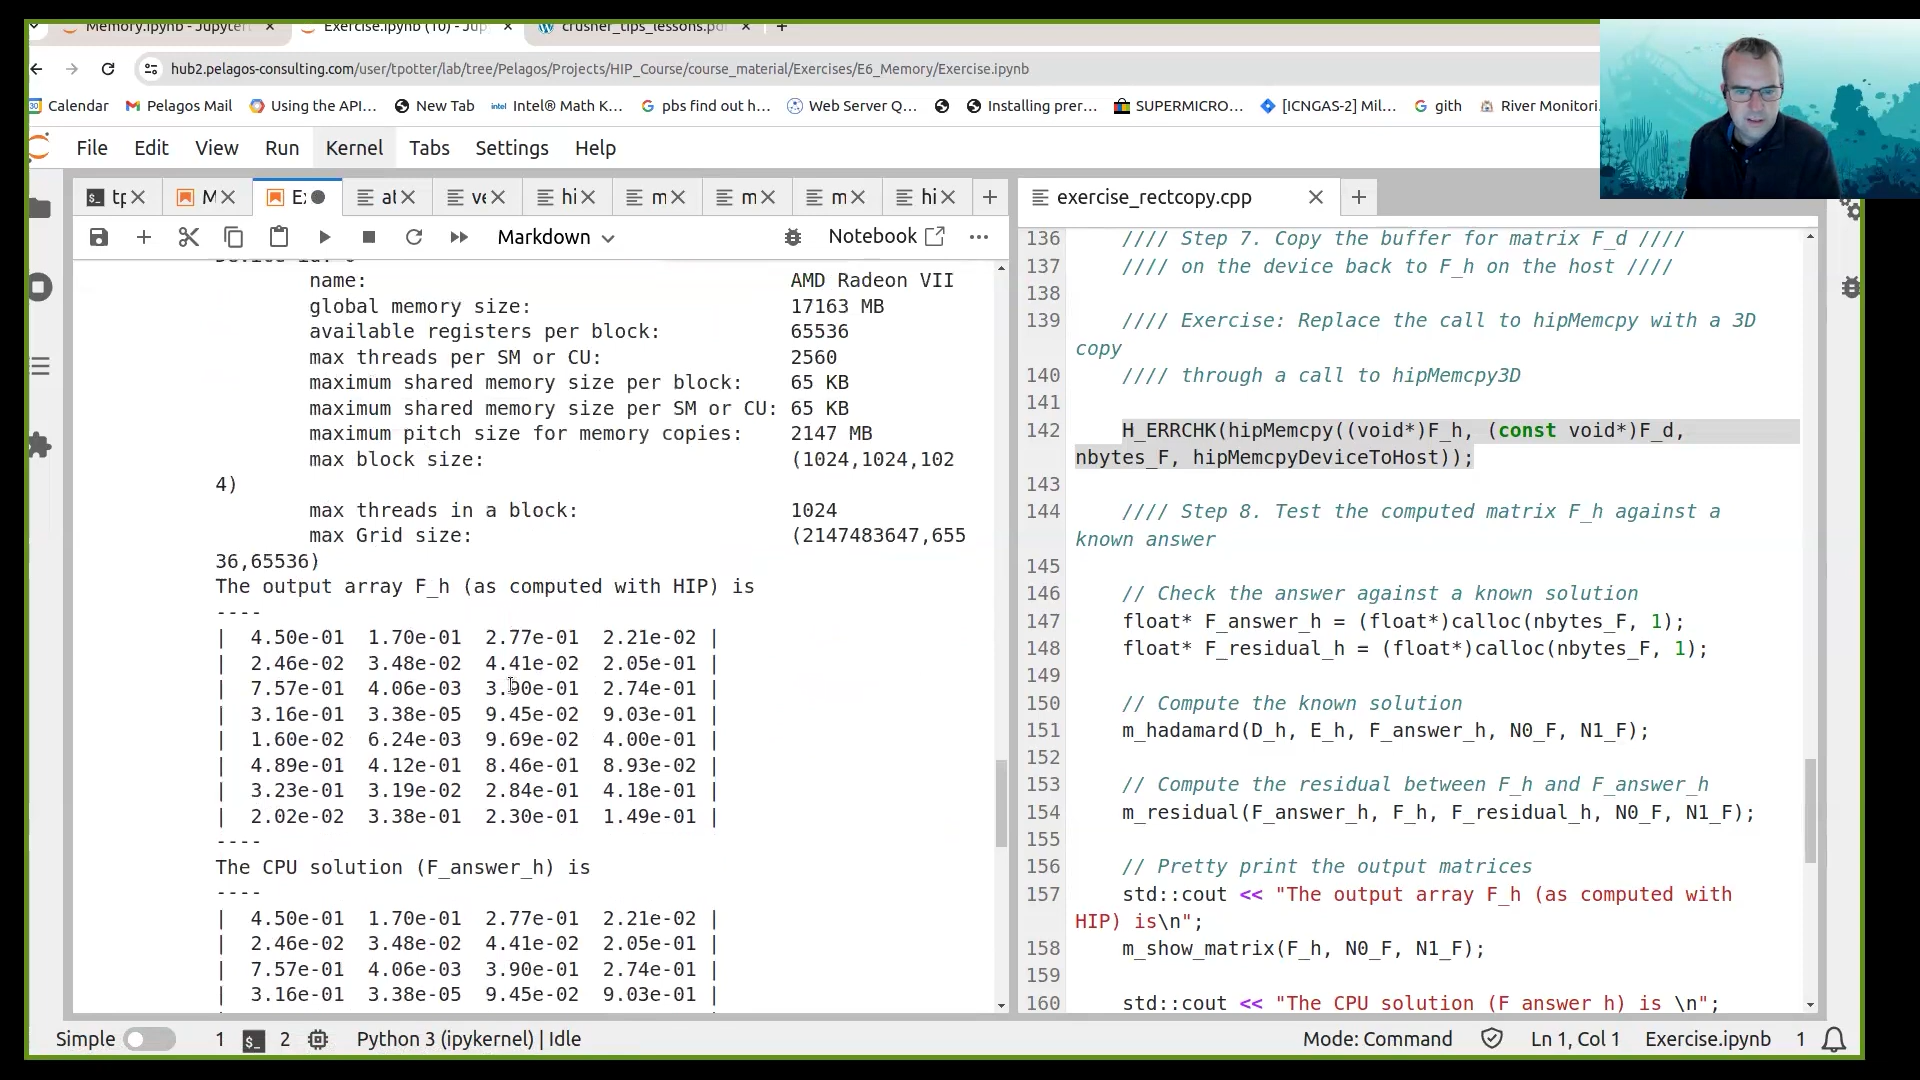 Memory.ipynb - Jupyter
Exercise.ipynb (10) - Jup
crusher_tips_lessons.pd
hub2.pelagos-consulting.com/user/tpotter/lab/tree/Pelagos/Projects/HIP_Course/course_material/Exercises/E6_Memory/Exercise.ipynb
Calendar Pelagos Mail Using the API... New Tab Intel® Math K... pbs find out h... Web Server Q... Installing prer... SUPERMICRO... [ICNGAS-2] Mil... gith River Monitori
File Edit View Run Kernel Tabs Settings Help
tp M E: at ve hi m m m hi
exercise_rectcopy.cpp
Markdown Notebook
name: AMD Radeon VII
global memory size: 17163 MB
available registers per block: 65536
max threads per SM or CU: 2560
maximum shared memory size per block: 65 KB
maximum shared memory size per SM or CU: 65 KB
maximum pitch size for memory copies: 2147 MB
max block size: (1024,1024,102
4)
max threads in a block: 1024
max Grid size: (2147483647,655
36,65536)
The output array F_h (as computed with HIP) is
----
| 4.50e-01 1.70e-01 2.77e-01 2.21e-02 |
| 2.46e-02 3.48e-02 4.41e-02 2.05e-01 |
| 7.57e-01 4.06e-03 3.90e-01 2.74e-01 |
| 3.16e-01 3.38e-05 9.45e-02 9.03e-01 |
| 1.60e-02 6.24e-03 9.69e-02 4.00e-01 |
| 4.89e-01 4.12e-01 8.46e-01 8.93e-02 |
| 3.23e-01 3.19e-02 2.84e-01 4.18e-01 |
| 2.02e-02 3.38e-01 2.30e-01 1.49e-01 |
----
The CPU solution (F_answer_h) is
----
| 4.50e-01 1.70e-01 2.77e-01 2.21e-02 |
| 2.46e-02 3.48e-02 4.41e-02 2.05e-01 |
| 7.57e-01 4.06e-03 3.90e-01 2.74e-01 |
| 3.16e-01 3.38e-05 9.45e-02 9.03e-01 |
136 //// Step 7. Copy the buffer for matrix F_d ////
137 //// on the device back to F_h on the host ////
138
139 //// Exercise: Replace the call to hipMemcpy with a 3D
copy
140 //// through a call to hipMemcpy3D
141
142 H_ERRCHK(hipMemcpy((void*)F_h, (const void*)F_d,
nbytes_F, hipMemcpyDeviceToHost));
143
144 //// Step 8. Test the computed matrix F_h against a
known answer
145
146 // Check the answer against a known solution
147 float* F_answer_h = (float*)calloc(nbytes_F, 1);
148 float* F_residual_h = (float*)calloc(nbytes_F, 1);
149
150 // Compute the known solution
151 m_hadamard(D_h, E_h, F_answer_h, N0_F, N1_F);
152
153 // Compute the residual between F_h and F_answer_h
154 m_residual(F_answer_h, F_h, F_residual_h, N0_F, N1_F);
155
156 // Pretty print the output matrices
157 std::cout << "The output array F_h (as computed with
HIP) is\n";
158 m_show_matrix(F_h, N0_F, N1_F);
159
160 std::cout << "The CPU solution (F_answer_h) is \n";
Simple 1 2 Python 3 (ipykernel) | Idle Mode: Command Ln 1, Col 1 Exercise.ipynb 1